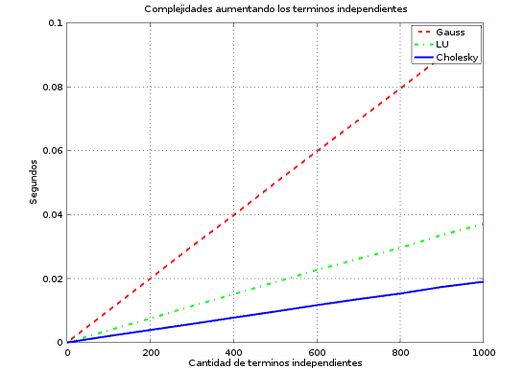 Complejidades aumentando los terminos independientes
0.1
Gauss
LU
Cholesky
0.08
0.06
Segundos
0.04
0.02
0
0 200 400 600 800 1000
Cantidad de terminos independientes